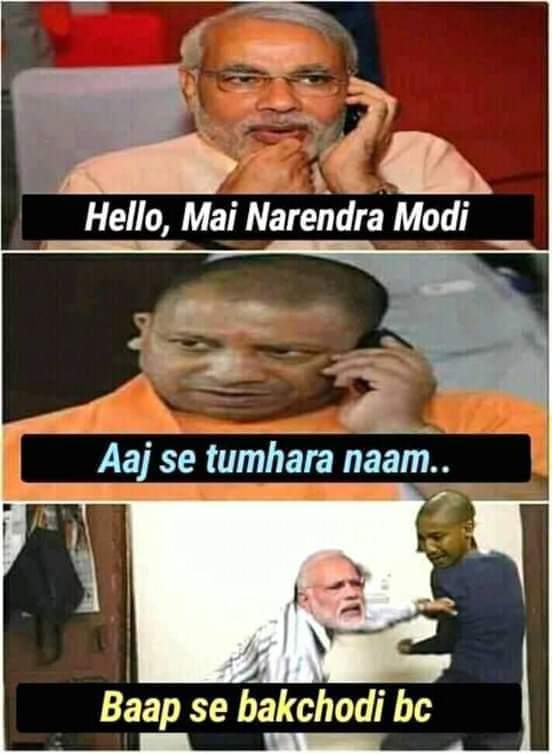 Hello, Mai Narendra Modi
Aaj se tumhara naam..
Baap se bakchodi bc